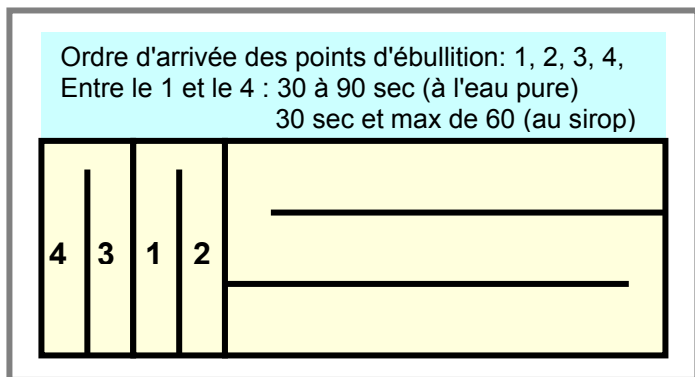 Ordre d'arrivée des points d'ébullition: 1, 2, 3, 4,
Entre le 1 et le 4 : 30 à 90 sec (à l'eau pure)
30 sec et max de 60 (au sirop)
4 3 1 2